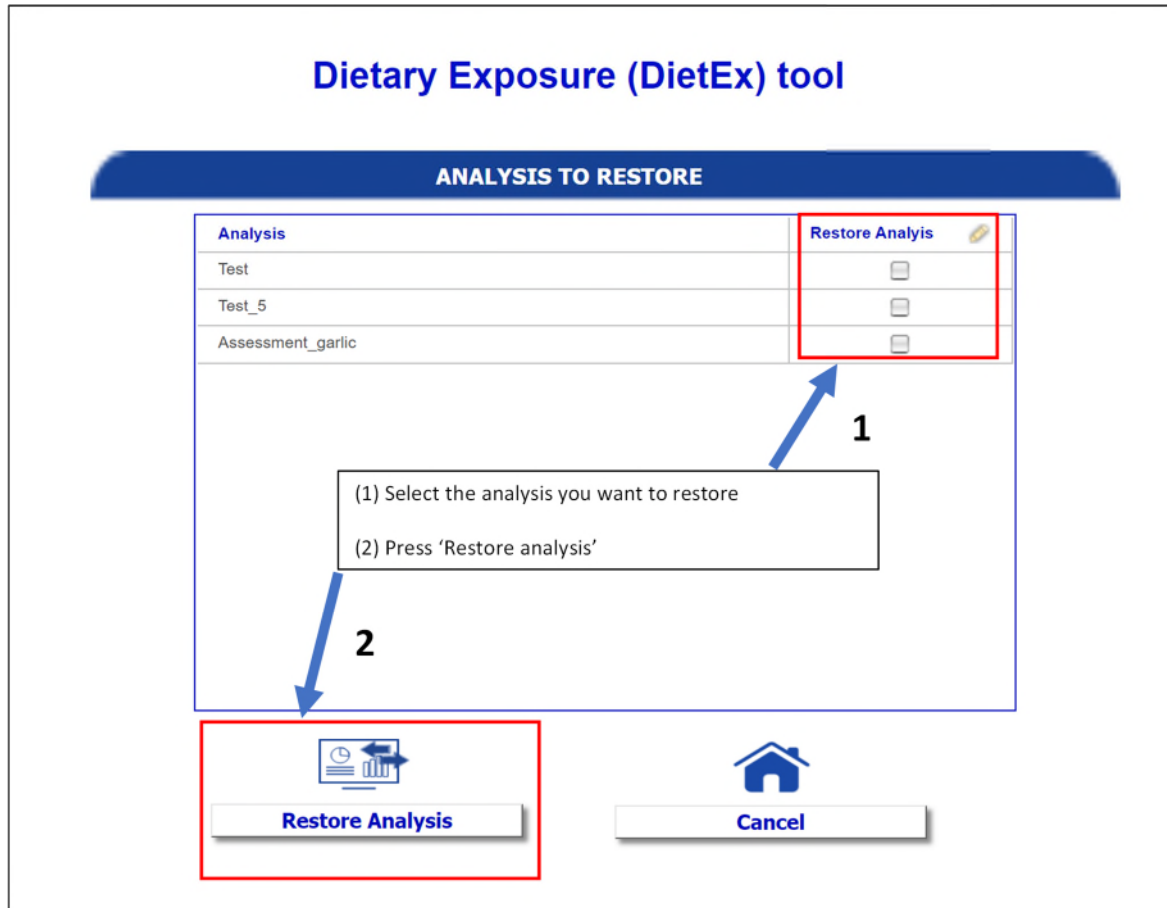 Dietary Exposure (DietEx) tool
ANALYSIS TO RESTORE
Analysis Restore Analyis
Test
Test_5
Assessment_garlic
1
(1) Select the analysis you want to restore
(2) Press ‘Restore analysis’
2
Restore Analysis Cancel